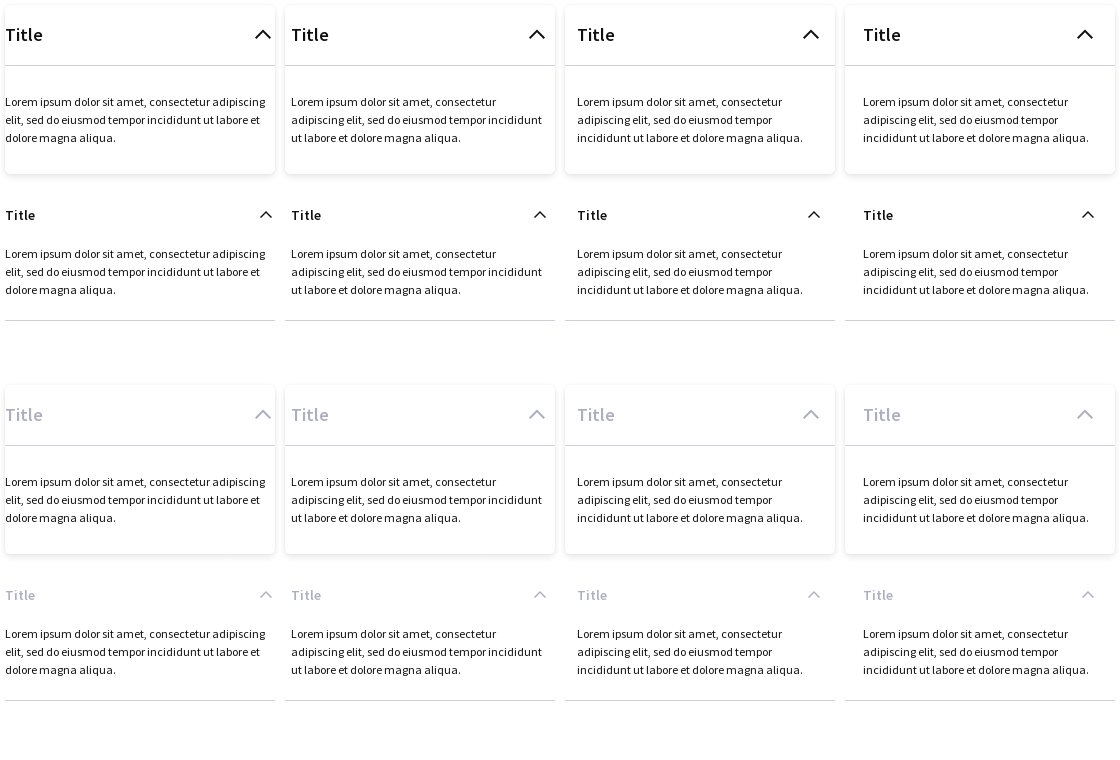 Title
Lorem ipsum dolor sit amet, consectetur adipiscing
elit, sed do eiusmod tempor incididunt ut labore et
dolore magna aliqua.
Title
Lorem ipsum dolor sit amet, consectetur
adipiscing elit, sed do eiusmod tempor incididunt
ut labore et dolore magna aliqua.
Title
Lorem ipsum dolor sit amet, consectetur
adipiscing elit, sed do eiusmod tempor
incididunt ut labore et dolore magna aliqua.
Title
Lorem ipsum dolor sit amet, consectetur
adipiscing elit, sed do eiusmod tempor
incididunt ut labore et dolore magna aliqua.
Title
Lorem ipsum dolor sit amet, consectetur adipiscing
elit, sed do eiusmod tempor incididunt ut labore et
dolore magna aliqua.
Title
Lorem ipsum dolor sit amet, consectetur
adipiscing elit, sed do eiusmod tempor incididunt
ut labore et dolore magna aliqua.
Title
Lorem ipsum dolor sit amet, consectetur
adipiscing elit, sed do eiusmod tempor
incididunt ut labore et dolore magna aliqua.
Title
Lorem ipsum dolor sit amet, consectetur
adipiscing elit, sed do eiusmod tempor
incididunt ut labore et dolore magna aliqua.
Title
Lorem ipsum dolor sit amet, consectetur adipiscing
elit, sed do eiusmod tempor incididunt ut labore et
dolore magna aliqua.
Title
Lorem ipsum dolor sit amet, consectetur
adipiscing elit, sed do eiusmod tempor incididunt
ut labore et dolore magna aliqua.
Title
Lorem ipsum dolor sit amet, consectetur
adipiscing elit, sed do eiusmod tempor
incididunt ut labore et dolore magna aliqua.
Title
Lorem ipsum dolor sit amet, consectetur
adipiscing elit, sed do eiusmod tempor
incididunt ut labore et dolore magna aliqua.
Title
Lorem ipsum dolor sit amet, consectetur adipiscing
elit, sed do eiusmod tempor incididunt ut labore et
dolore magna aliqua.
Title
Lorem ipsum dolor sit amet, consectetur
adipiscing elit, sed do eiusmod tempor incididunt
ut labore et dolore magna aliqua.
Title
Lorem ipsum dolor sit amet, consectetur
adipiscing elit, sed do eiusmod tempor
incididunt ut labore et dolore magna aliqua.
Title
Lorem ipsum dolor sit amet, consectetur
adipiscing elit, sed do eiusmod tempor
incididunt ut labore et dolore magna aliqua.